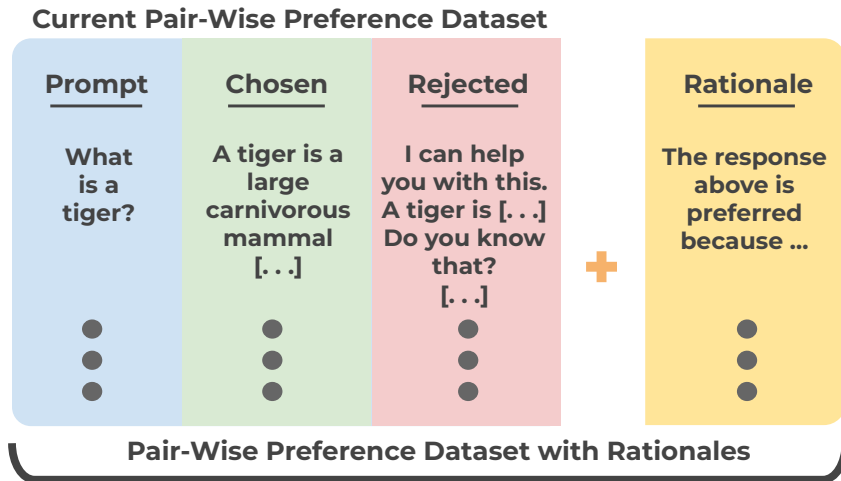 Current Pair-Wise Preference Dataset
Prompt
What
is a
tiger?
Chosen
A tiger is a
large
carnivorous
mammal
[. . .]
Rejected
I can help
you with this.
A tiger is [. . .]
Do you know
that?
[. . .]
Rationale
The response
above is
preferred
because ...
Pair-Wise Preference Dataset with Rationales